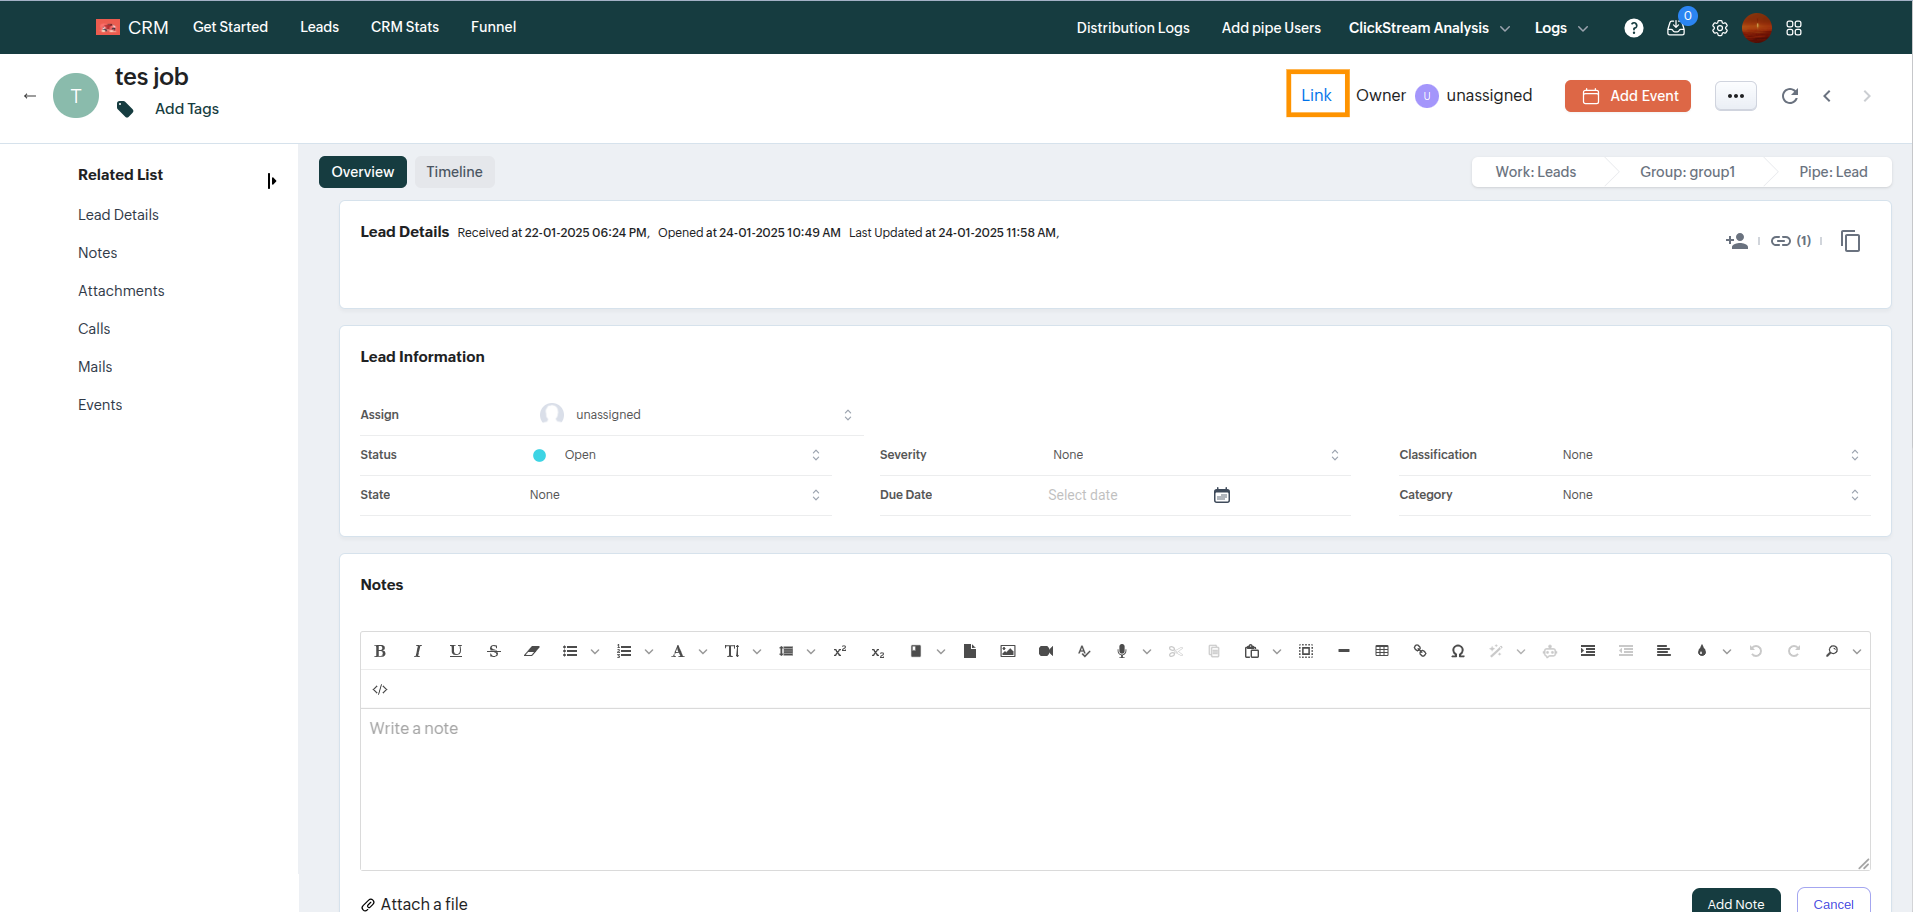 CRM Get Started Leads CRM Stats Funnel Distribution Logs Add pipe Users ClickStream Analysis Logs ? 0
T tes job
Add Tags
Link Owner U unassigned Add Event
Related List
Lead Details
Notes
Attachments
Calls
Mails
Events
Overview Timeline Work: Leads Group: group1 Pipe: Lead
Lead Details Received at 22-01-2025 06:24 PM, Opened at 24-01-2025 10:49 AM Last Updated at 24-01-2025 11:58 AM,
(1)
Lead Information
Assign unassigned
Status Open Severity None Classification None
State None Due Date Select date Category None
Notes
B I U S A T x² x₂ Ω
</>
Write a note
Attach a file Add Note Cancel